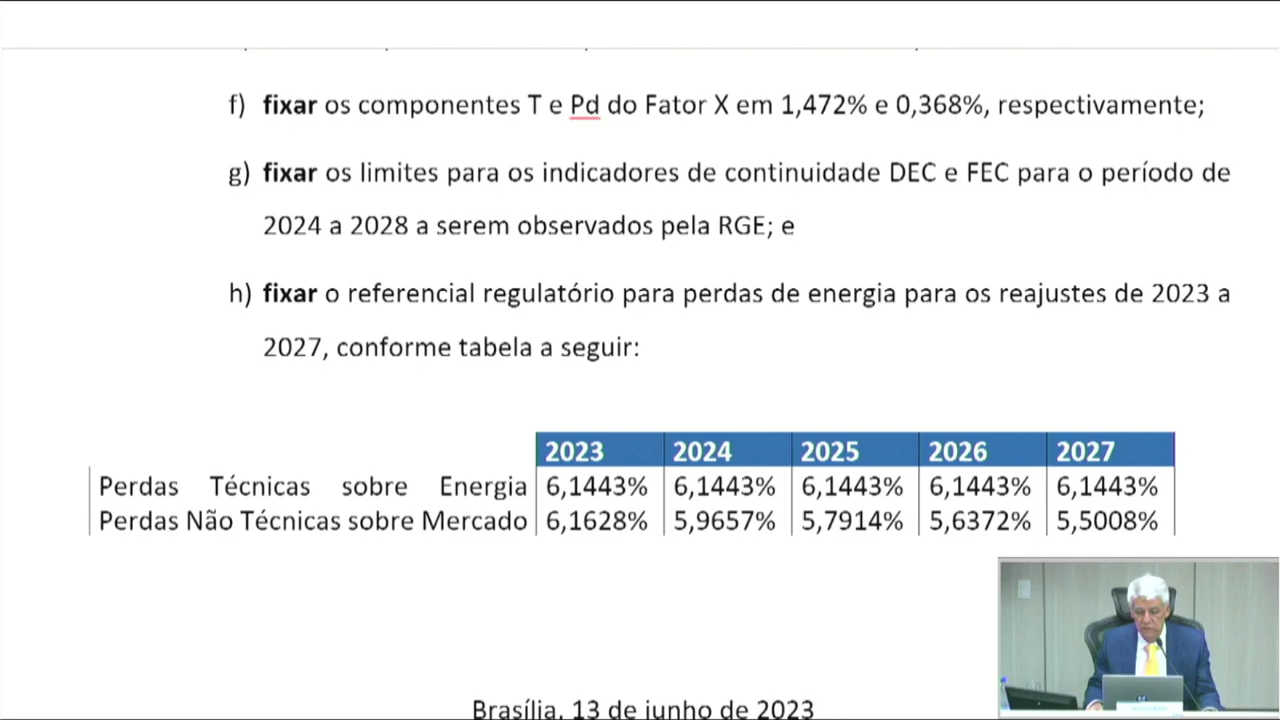 f) fixar os componentes T e Pd do Fator X em 1,472% e 0,368%, respectivamente;
g) fixar os limites para os indicadores de continuidade DEC e FEC para o período de
2024 a 2028 a serem observados pela RGE; e
h) fixar o referencial regulatório para perdas de energia para os reajustes de 2023 a
2027, conforme tabela a seguir:
2023 2024 2025 2026 2027
Perdas Técnicas sobre Energia 6,1443% 6,1443% 6,1443% 6,1443% 6,1443%
Perdas Não Técnicas sobre Mercado 6,1628% 5,9657% 5,7914% 5,6372% 5,5008%
Brasília, 13 de junho de 2023